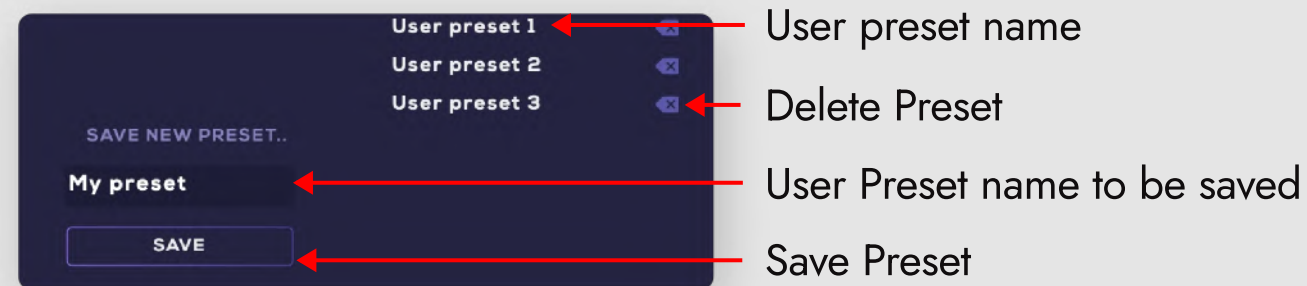 User preset 1
User preset name
User preset 2
User preset 3
Delete Preset
SAVE NEW PRESET..
My preset
User Preset name to be saved
SAVE
Save Preset